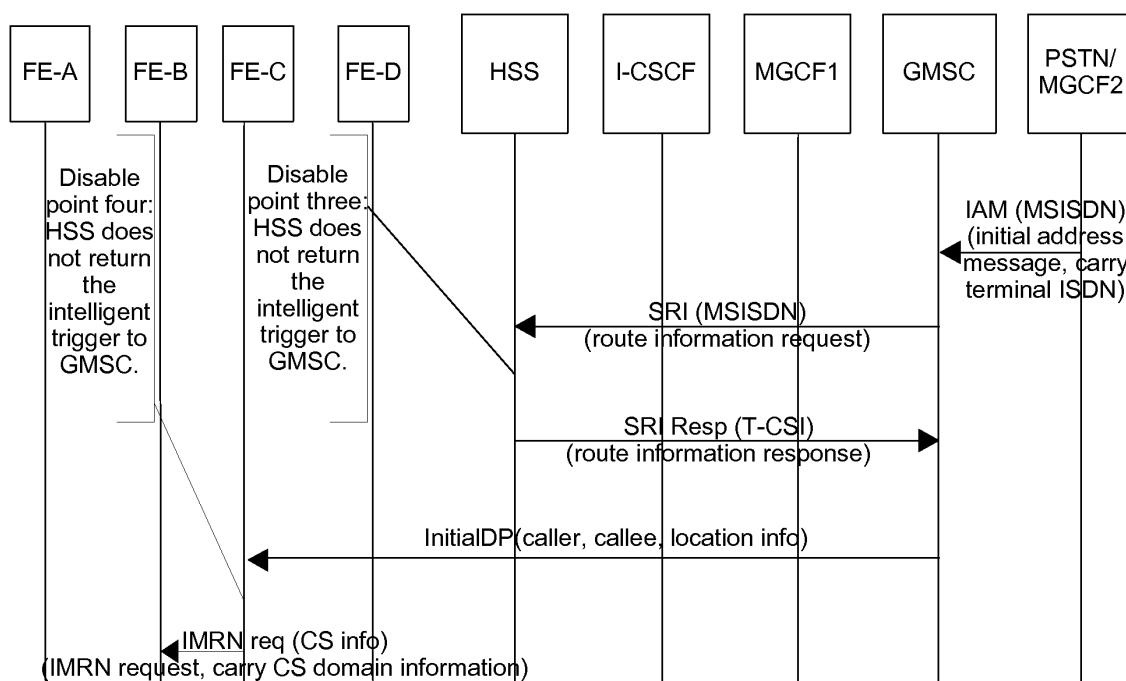 FE-A
FE-B
FE-C
FE-D
HSS
I-CSCF
MGCF1
GMSC
PSTN/
MGCF2
Disable
point four:
HSS does
not return
the
intelligent
trigger to
GMSC.
Disable
point three:
HSS does
not return
the
intelligent
trigger to
GMSC.
IAM (MSISDN)
(initial address
message, carry
terminal ISDN)
SRI (MSISDN)
(route information request)
SRI Resp (T-CSI)
(route information response)
InitialDP(caller, callee, location info)
IMRN req (CS info)
(IMRN request, carry CS domain information)